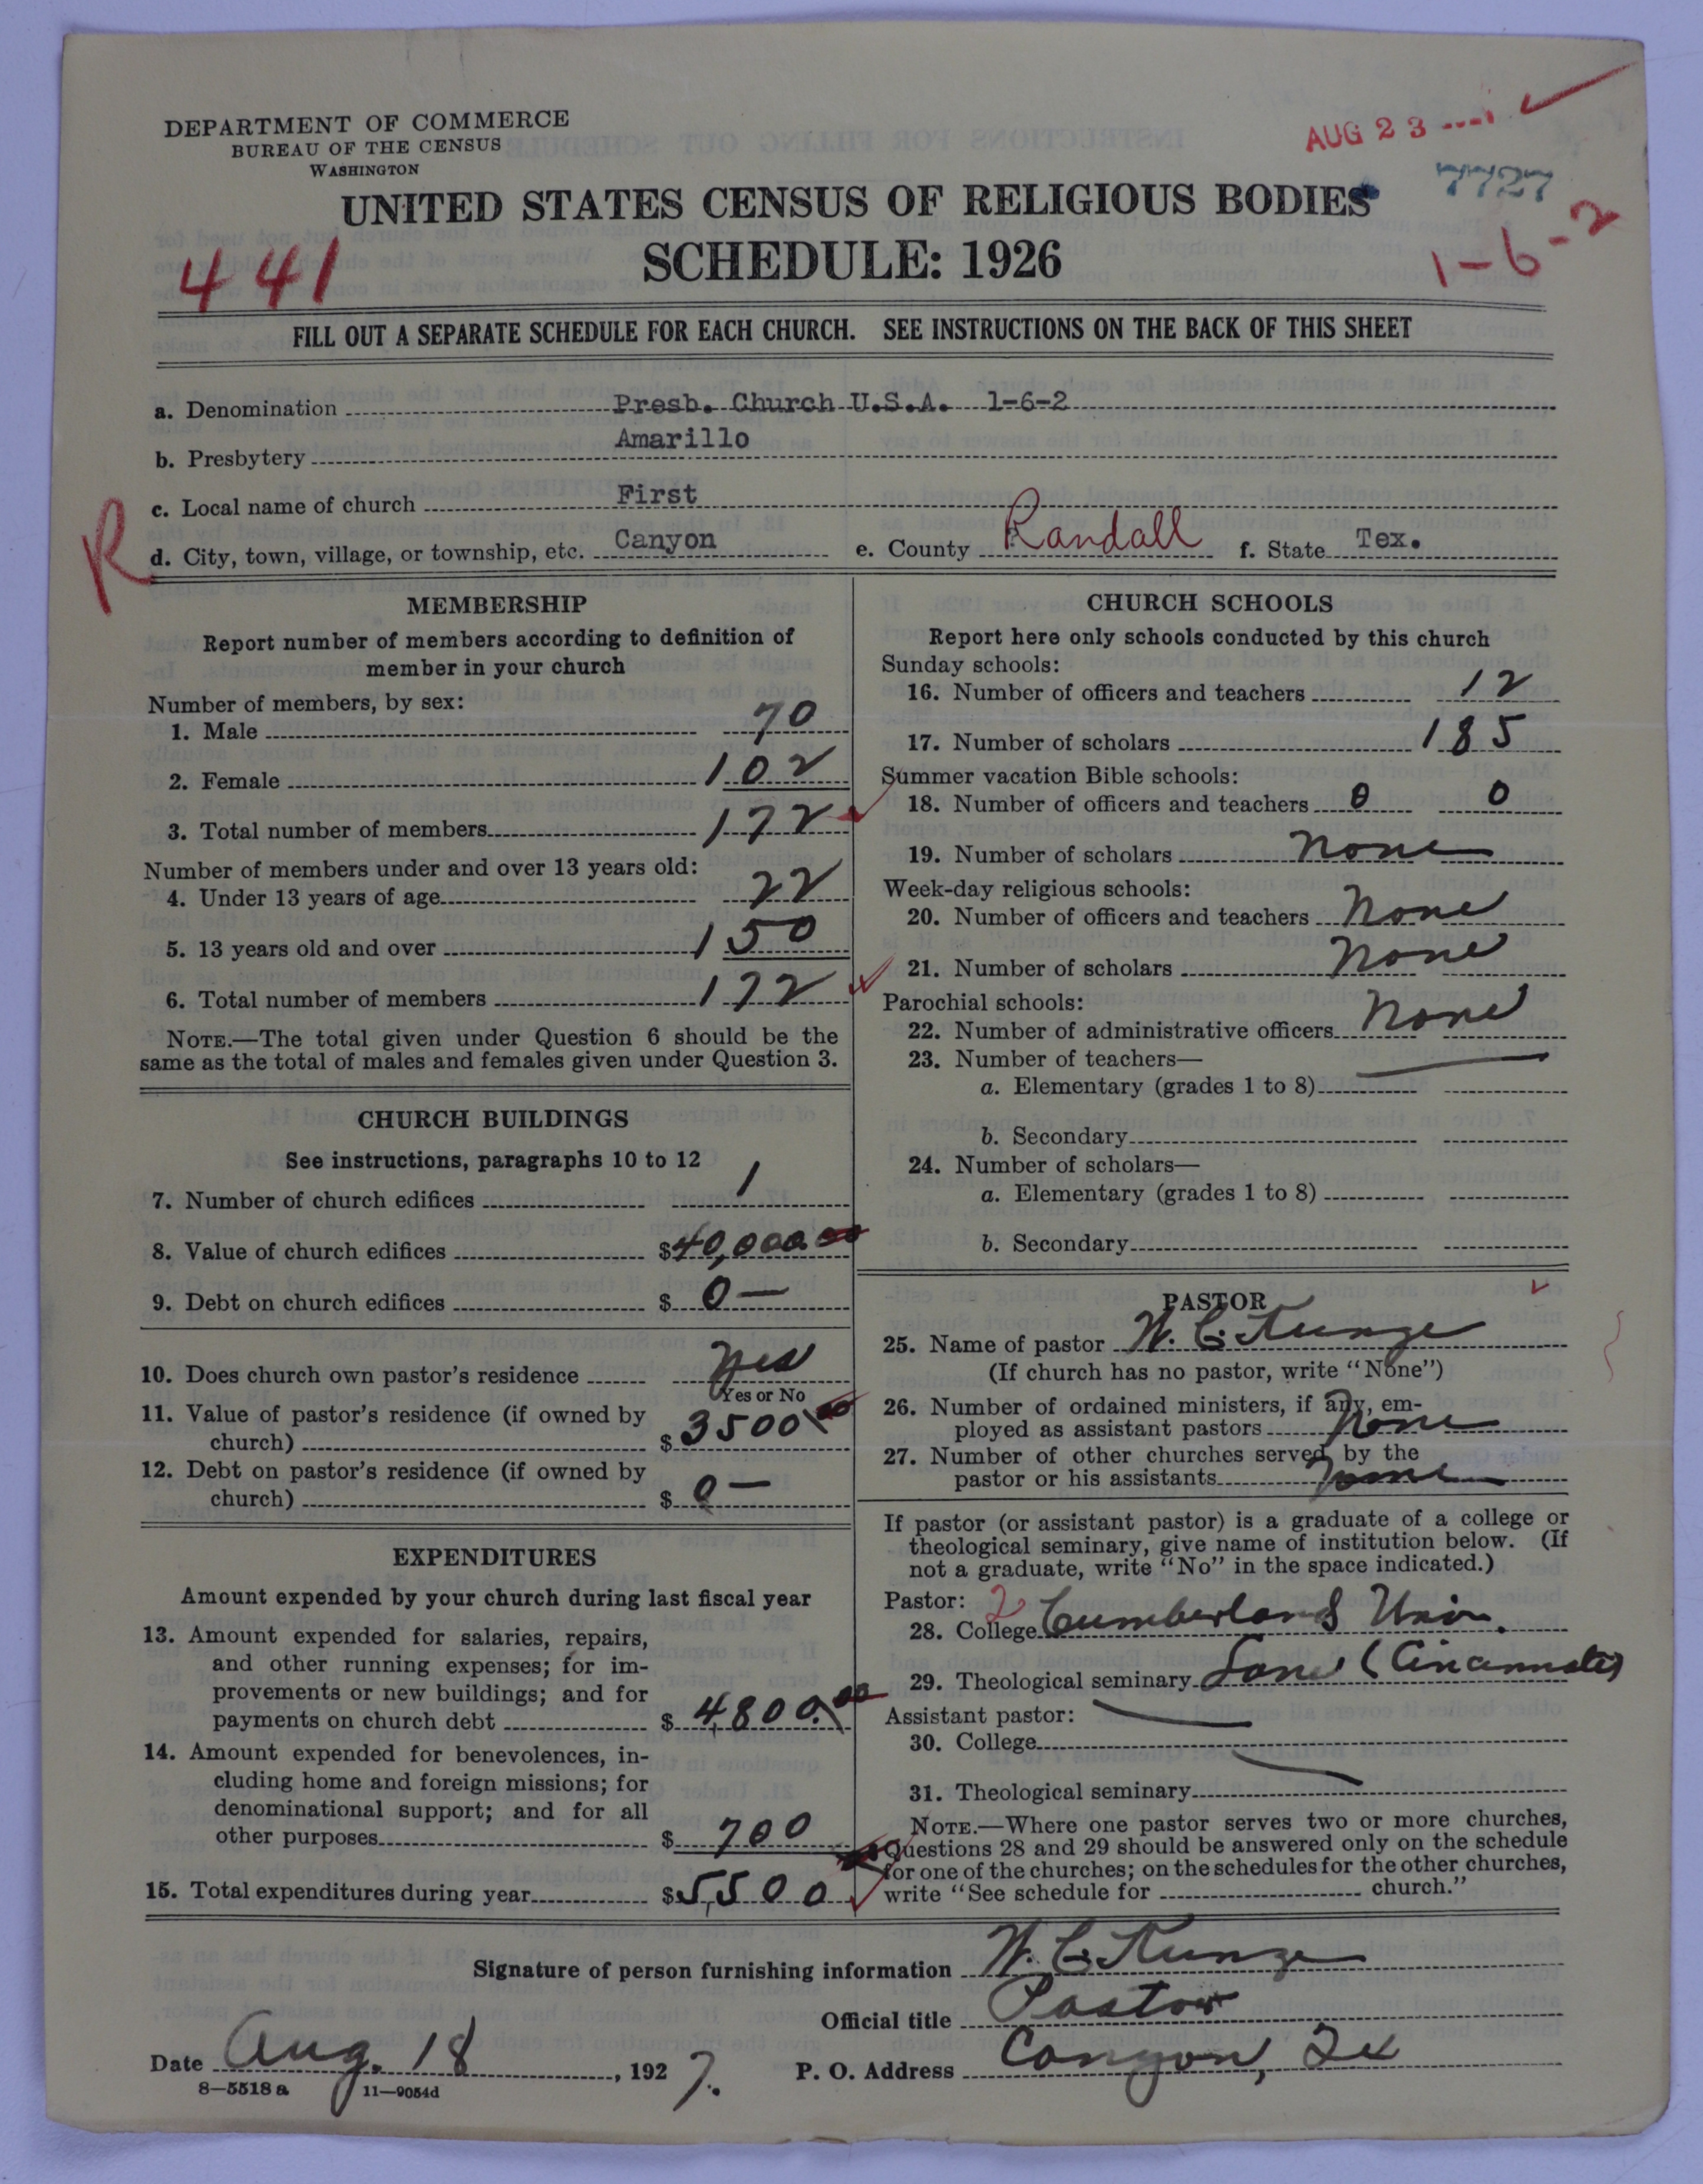 DEPARTMENT OF COMMERCE
BUREAU OF THE CENSUS
WASHINGTON
AUG 23
7727
UNITED STATES CENSUS OF RELIGIOUS BODIES
SCHEDULE: 1926
441
1-6-2
FILL OUT A SEPARATE SCHEDULE FOR EACH CHURCH. SEE INSTRUCTIONS ON THE BACK OF THIS SHEET
a. Denomination Presb. Church U.S.A. 1-6-2
b. Presbytery Amarillo
c. Local name of church First
R
d. City, town, village, or township, etc. Canyon e. County Randall f. State Tex.
MEMBERSHIP
Report number of members according to definition of
member in your church
Number of members, by sex:
1. Male 70
2. Female 102
3. Total number of members 172
Number of members under and over 13 years old:
4. Under 13 years of age 22
5. 13 years old and over 150
6. Total number of members 172
NOTE.—The total given under Question 6 should be the
same as the total of males and females given under Question 3.
CHURCH BUILDINGS
See instructions, paragraphs 10 to 12
7. Number of church edifices 1
8. Value of church edifices $40,000.00
9. Debt on church edifices $ 0—
10. Does church own pastor's residence Yes
Yes or No
11. Value of pastor's residence (if owned by
church) $ 3500 00
12. Debt on pastor's residence (if owned by
church) $ 0—
EXPENDITURES
Amount expended by your church during last fiscal year
13. Amount expended for salaries, repairs,
and other running expenses; for im-
provements or new buildings; and for
payments on church debt $ 4800.00
14. Amount expended for benevolences, in-
cluding home and foreign missions; for
denominational support; and for all
other purposes $ 700
15. Total expenditures during year $5,500
CHURCH SCHOOLS
Report here only schools conducted by this church
Sunday schools:
16. Number of officers and teachers 12
17. Number of scholars 185
Summer vacation Bible schools:
18. Number of officers and teachers 0 0
19. Number of scholars none
Week-day religious schools:
20. Number of officers and teachers none
21. Number of scholars none
Parochial schools:
22. Number of administrative officers none
23. Number of teachers—
a. Elementary (grades 1 to 8)
b. Secondary
24. Number of scholars—
a. Elementary (grades 1 to 8)
b. Secondary
PASTOR
25. Name of pastor W. C. Kunze
(If church has no pastor, write "None")
26. Number of ordained ministers, if any, em-
ployed as assistant pastors none
27. Number of other churches served by the
pastor or his assistants none
If pastor (or assistant pastor) is a graduate of a college or
theological seminary, give name of institution below. (If
not a graduate, write "No" in the space indicated.)
Pastor: 2
28. College Cumberland Univ.
29. Theological seminary Lane (Cincinnati)
Assistant pastor:
30. College
31. Theological seminary
NOTE.—Where one pastor serves two or more churches,
Questions 28 and 29 should be answered only on the schedule
for one of the churches; on the schedules for the other churches,
write "See schedule for church."
Signature of person furnishing information W. C. Kunze
Official title Pastor
Date Aug. 18, 1927. P. O. Address Canyon, Tex
8—5518 a 11—9054d